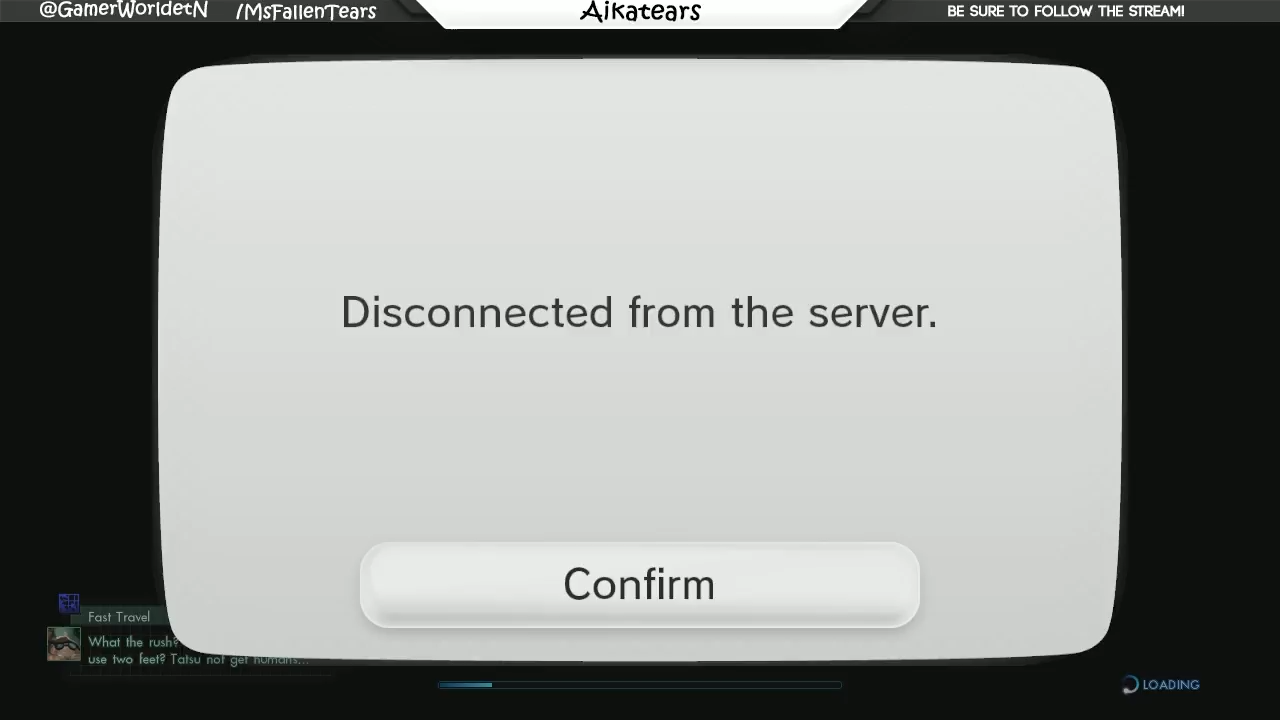 @GamerWorldetN /MsFallenTears Aikatears BE SURE TO FOLLOW THE STREAM!
Disconnected from the server.
Confirm
Fast Travel
What the rush?
use two feet? Tatsu not get humans...
LOADING